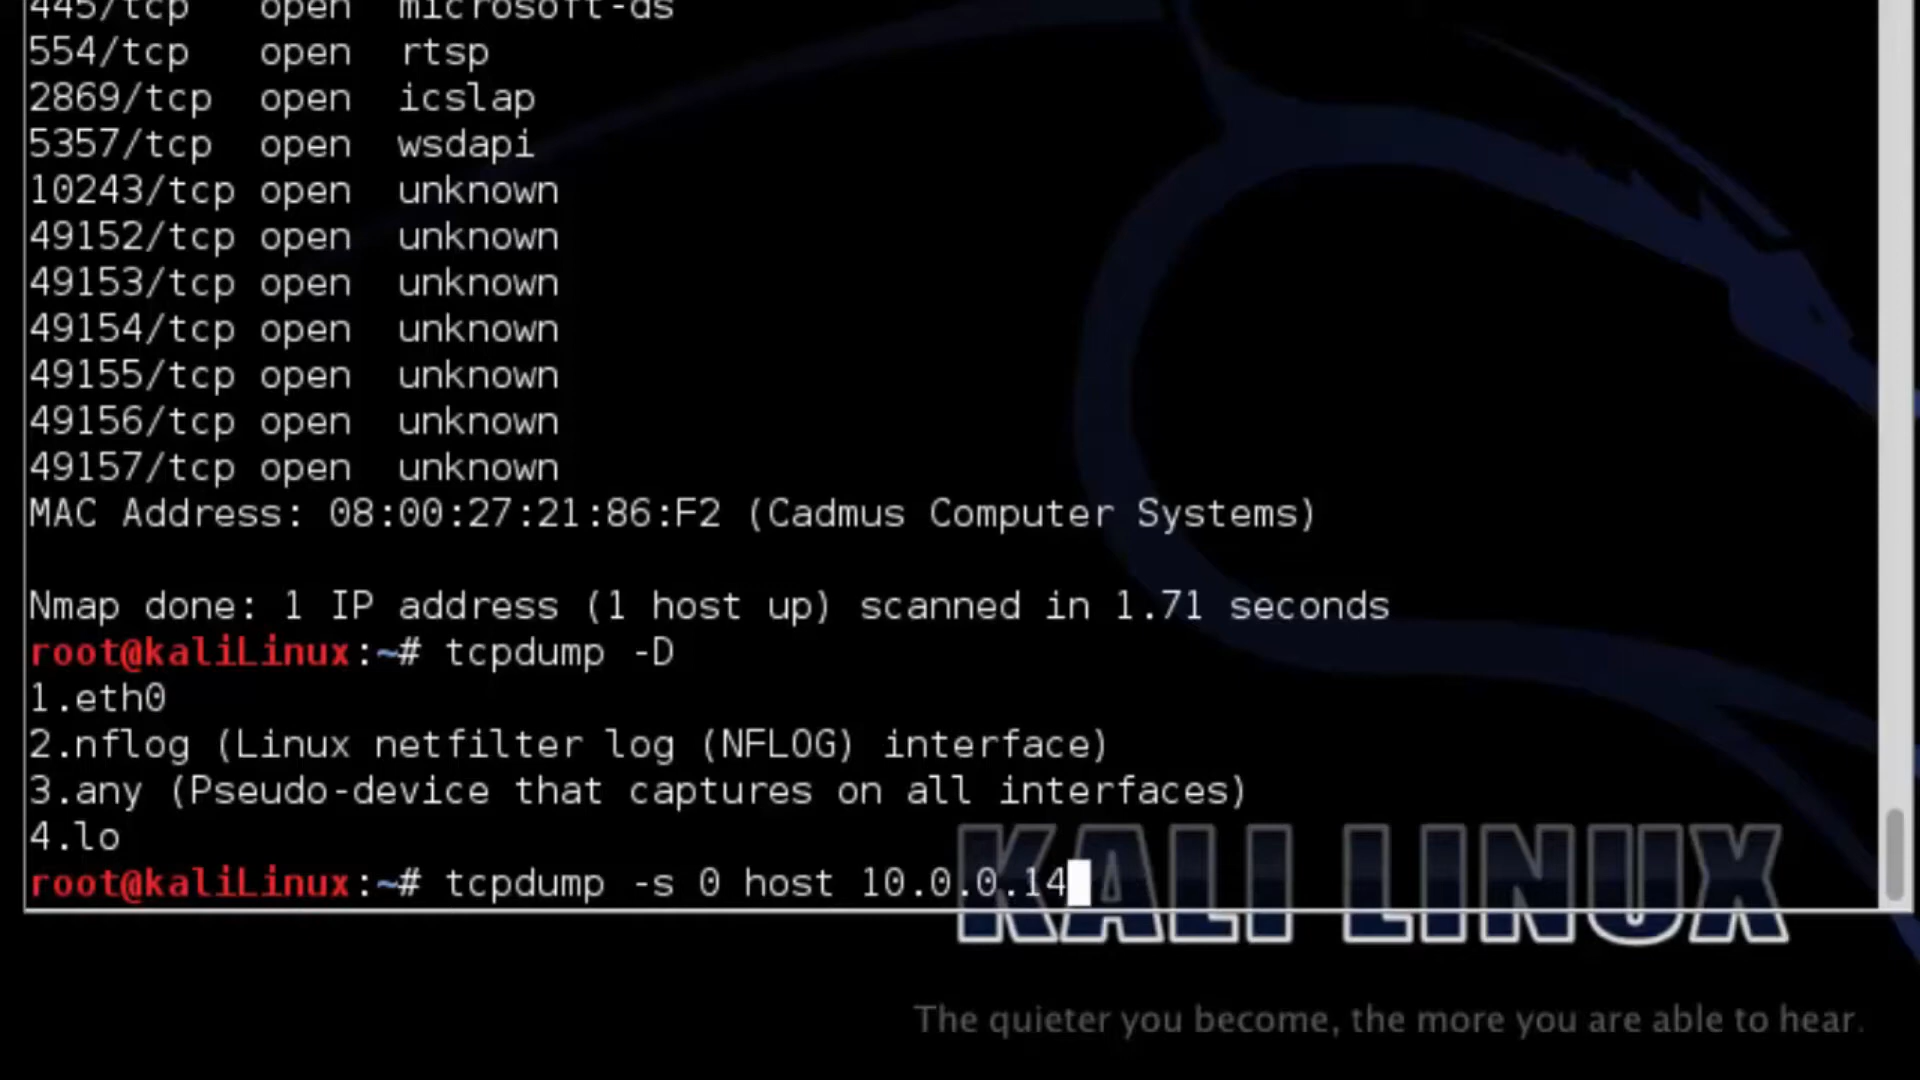 445/tcp   open  microsoft-ds
554/tcp   open  rtsp
2869/tcp  open  icslap
5357/tcp  open  wsdapi
10243/tcp open  unknown
49152/tcp open  unknown
49153/tcp open  unknown
49154/tcp open  unknown
49155/tcp open  unknown
49156/tcp open  unknown
49157/tcp open  unknown
MAC Address: 08:00:27:21:86:F2 (Cadmus Computer Systems)
Nmap done: 1 IP address (1 host up) scanned in 1.71 seconds
root@kaliLinux:~# tcpdump -D
1.eth0
2.nflog (Linux netfilter log (NFLOG) interface)
3.any (Pseudo-device that captures on all interfaces)
4.lo
root@kaliLinux:~# tcpdump -s 0 host 10.0.0.14
KALI LINUX
The quieter you become, the more you are able to hear.